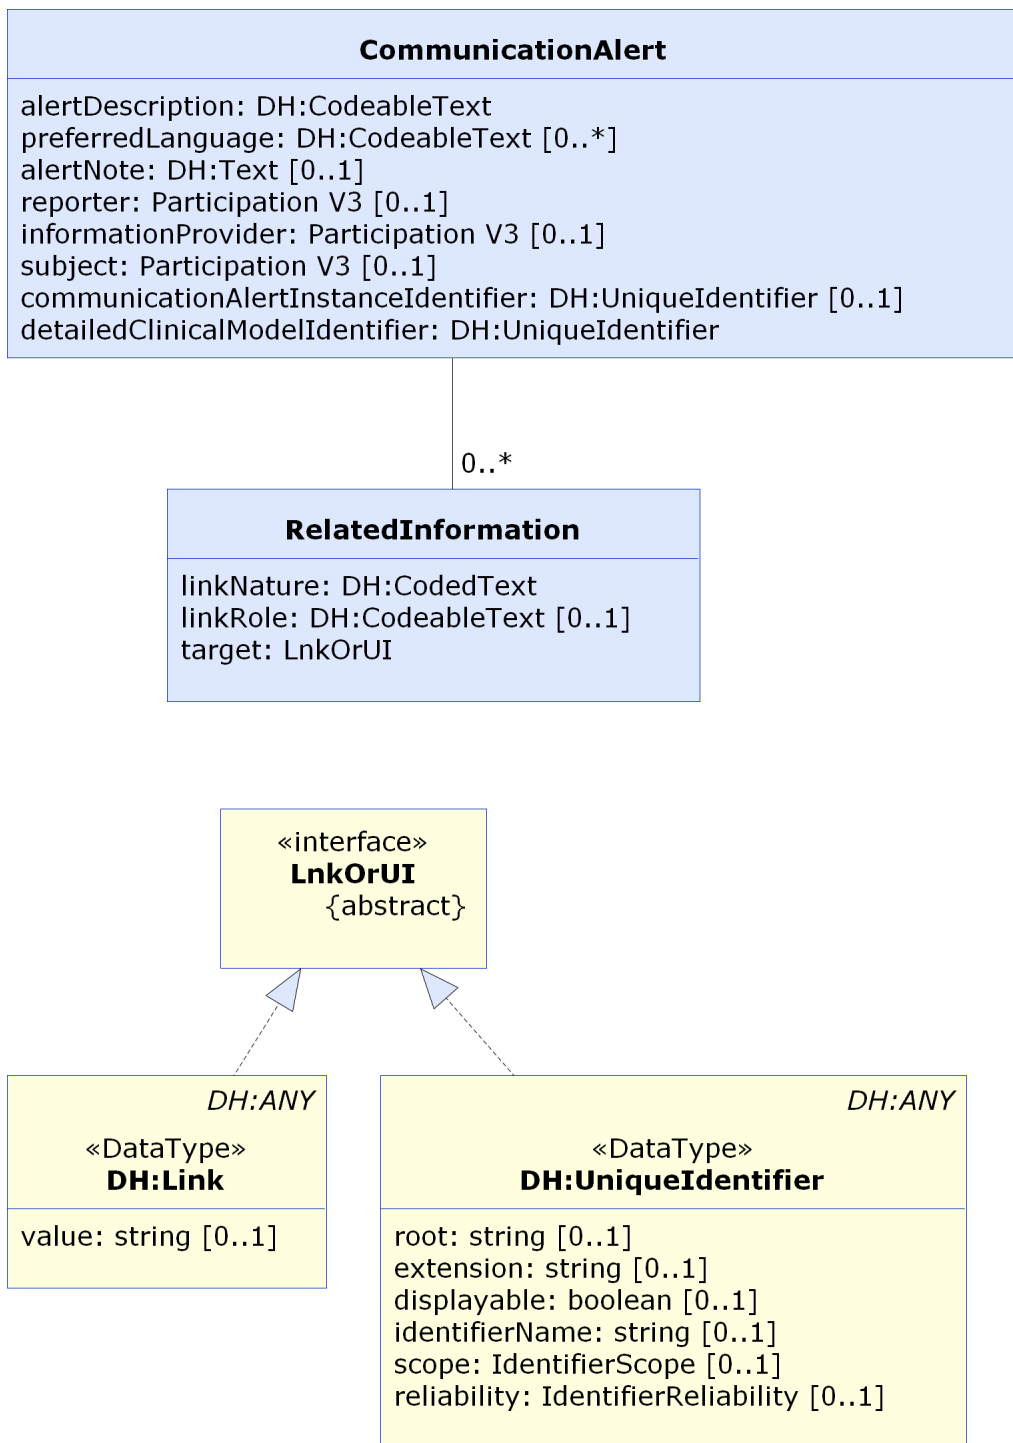 CommunicationAlert
alertDescription: DH:CodeableText
preferredLanguage: DH:CodeableText [0..*]
alertNote: DH:Text [0..1]
reporter: Participation V3 [0..1]
informationProvider: Participation V3 [0..1]
subject: Participation V3 [0..1]
communicationAlertInstanceIdentifier: DH:UniqueIdentifier [0..1]
detailedClinicalModelIdentifier: DH:UniqueIdentifier
0..*
RelatedInformation
linkNature: DH:CodedText
linkRole: DH:CodeableText [0..1]
target: LnkOrUI
«interface»
LnkOrUI
{abstract}
DH:ANY
«DataType»
DH:Link
value: string [0..1]
DH:ANY
«DataType»
DH:UniqueIdentifier
root: string [0..1]
extension: string [0..1]
displayable: boolean [0..1]
identifierName: string [0..1]
scope: IdentifierScope [0..1]
reliability: IdentifierReliability [0..1]